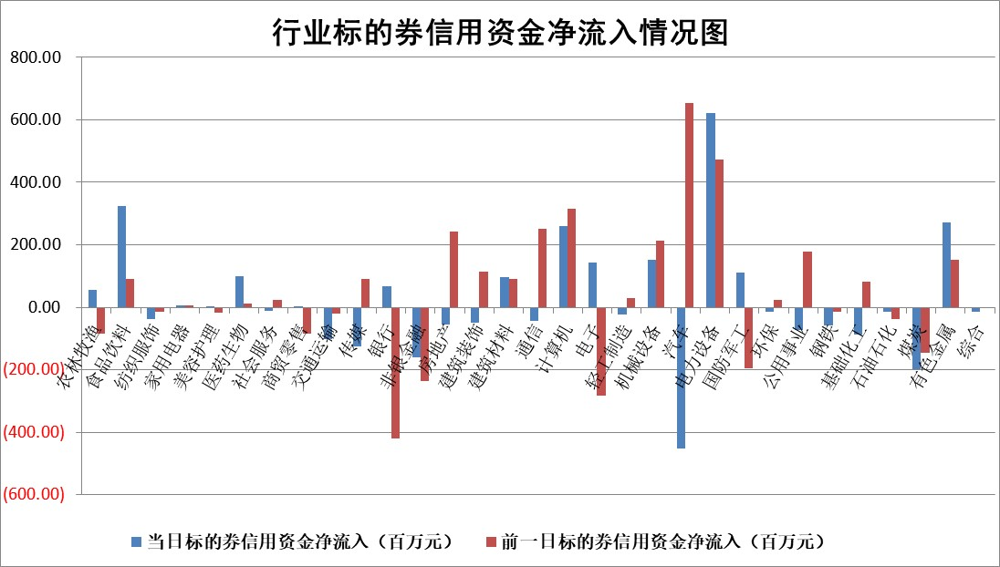 行业标的券信用资金净流入情况图
800.00
600.00
400.00
200.00
0.00
(200.00)
(400.00)
(600.00)
农林牧渔
食品饮料
纺织服饰
家用电器
美容护理
医药生物
社会服务
商贸零售
交通运输
传媒
银行
非银金融
房地产
建筑装饰
建筑材料
通信
计算机
电子
轻工制造
机械设备
汽车
电力设备
国防军工
环保
公用事业
钢铁
基础化工
石油石化
煤炭
有色金属
综合
当日标的券信用资金净流入（百万元）
前一日标的券信用资金净流入（百万元）